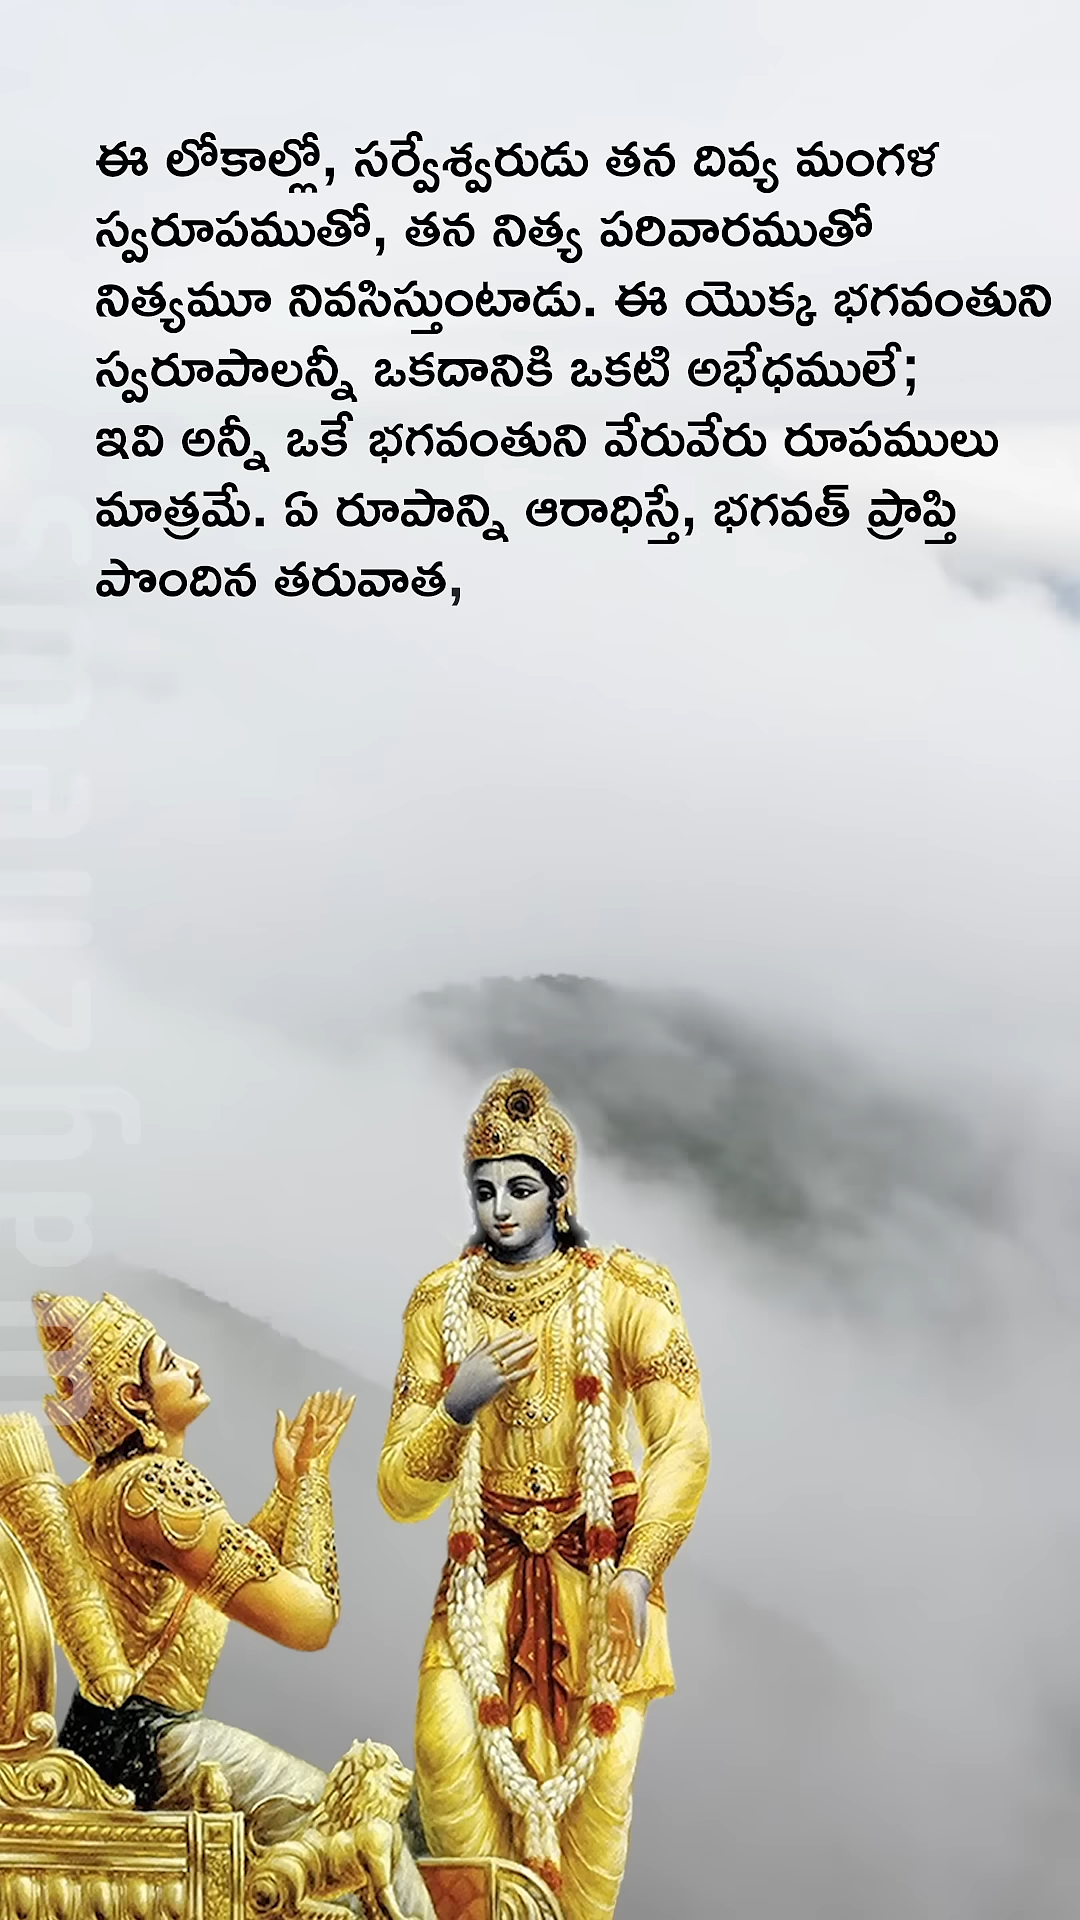 ఈ లోకాల్లో, సర్వేశ్వరుడు తన దివ్య మంగళ
స్వరూపముతో, తన నిత్య పరివారముతో
నిత్యమూ నివసిస్తుంటాడు. ఈ యొక్క భగవంతుని
స్వరూపాలన్నీ ఒకదానికి ఒకటి అభేధములే;
ఇవి అన్నీ ఒకే భగవంతుని వేరువేరు రూపములు
మాత్రమే. ఏ రూపాన్ని ఆరాధిస్తే, భగవత్ ప్రాప్తి
పొందిన తరువాత,